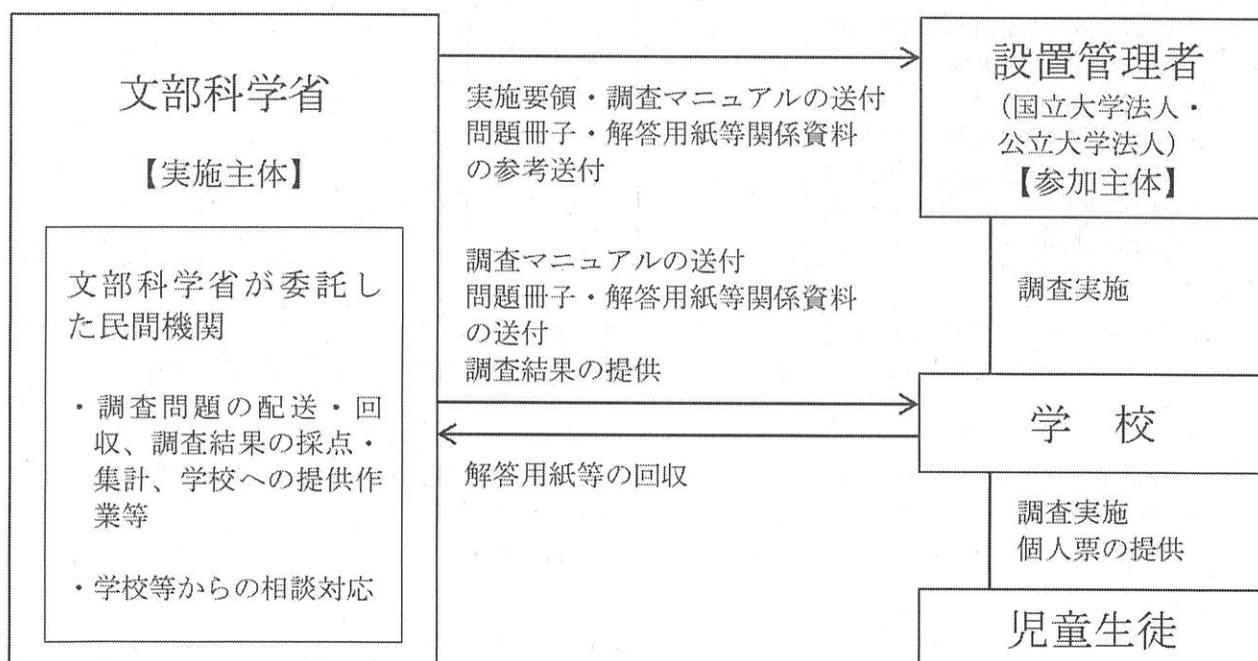 文部科学省
【実施主体】
文部科学省が委託し
た民間機関
・調査問題の配送・回
収、調査結果の採点・
集計、学校への提供作
業等
・学校等からの相談対応
実施要領・調査マニュアルの送付
問題冊子・解答用紙等関係資料
の参考送付
調査マニュアルの送付
問題冊子・解答用紙等関係資料
の送付
調査結果の提供
解答用紙等の回収
設置管理者
(国立大学法人・
公立大学法人)
【参加主体】
調査実施
学 校
調査実施
個人票の提供
児童生徒